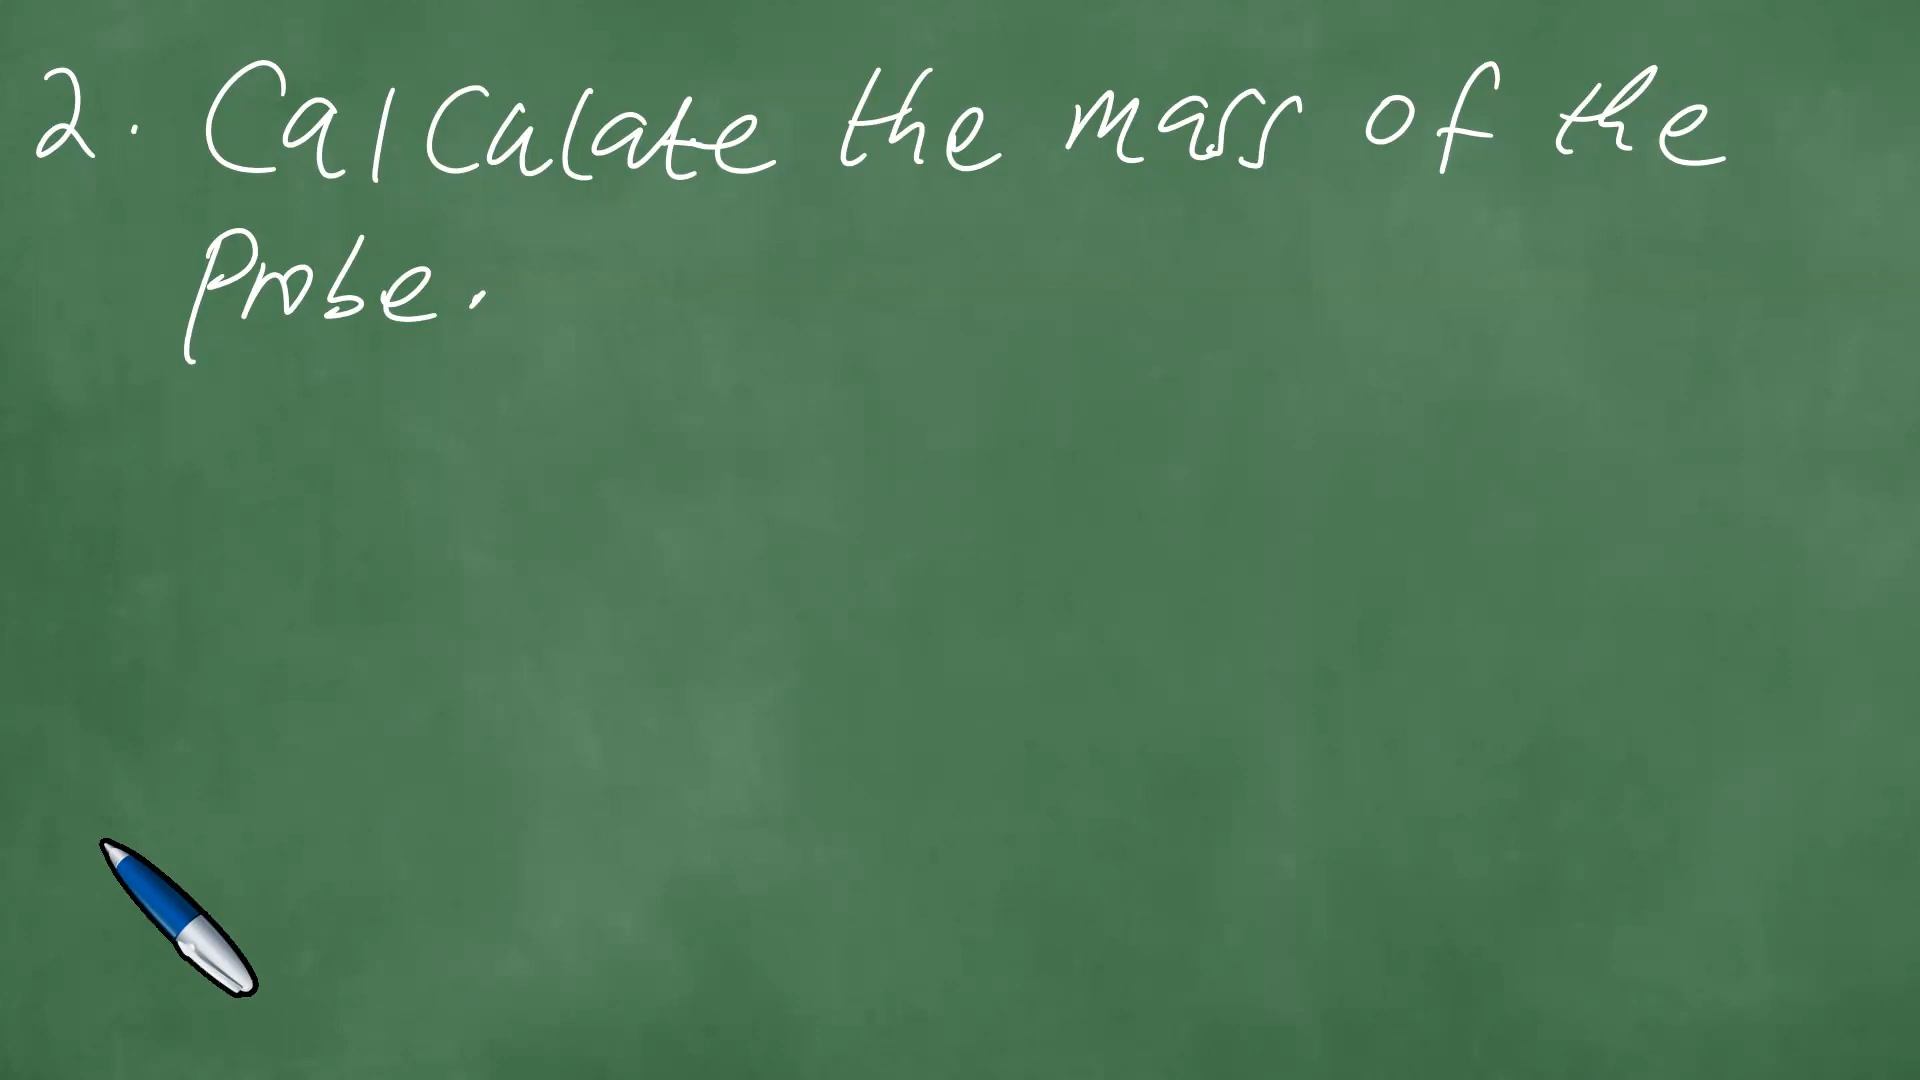 2. Calculate the mass of the
Probe.